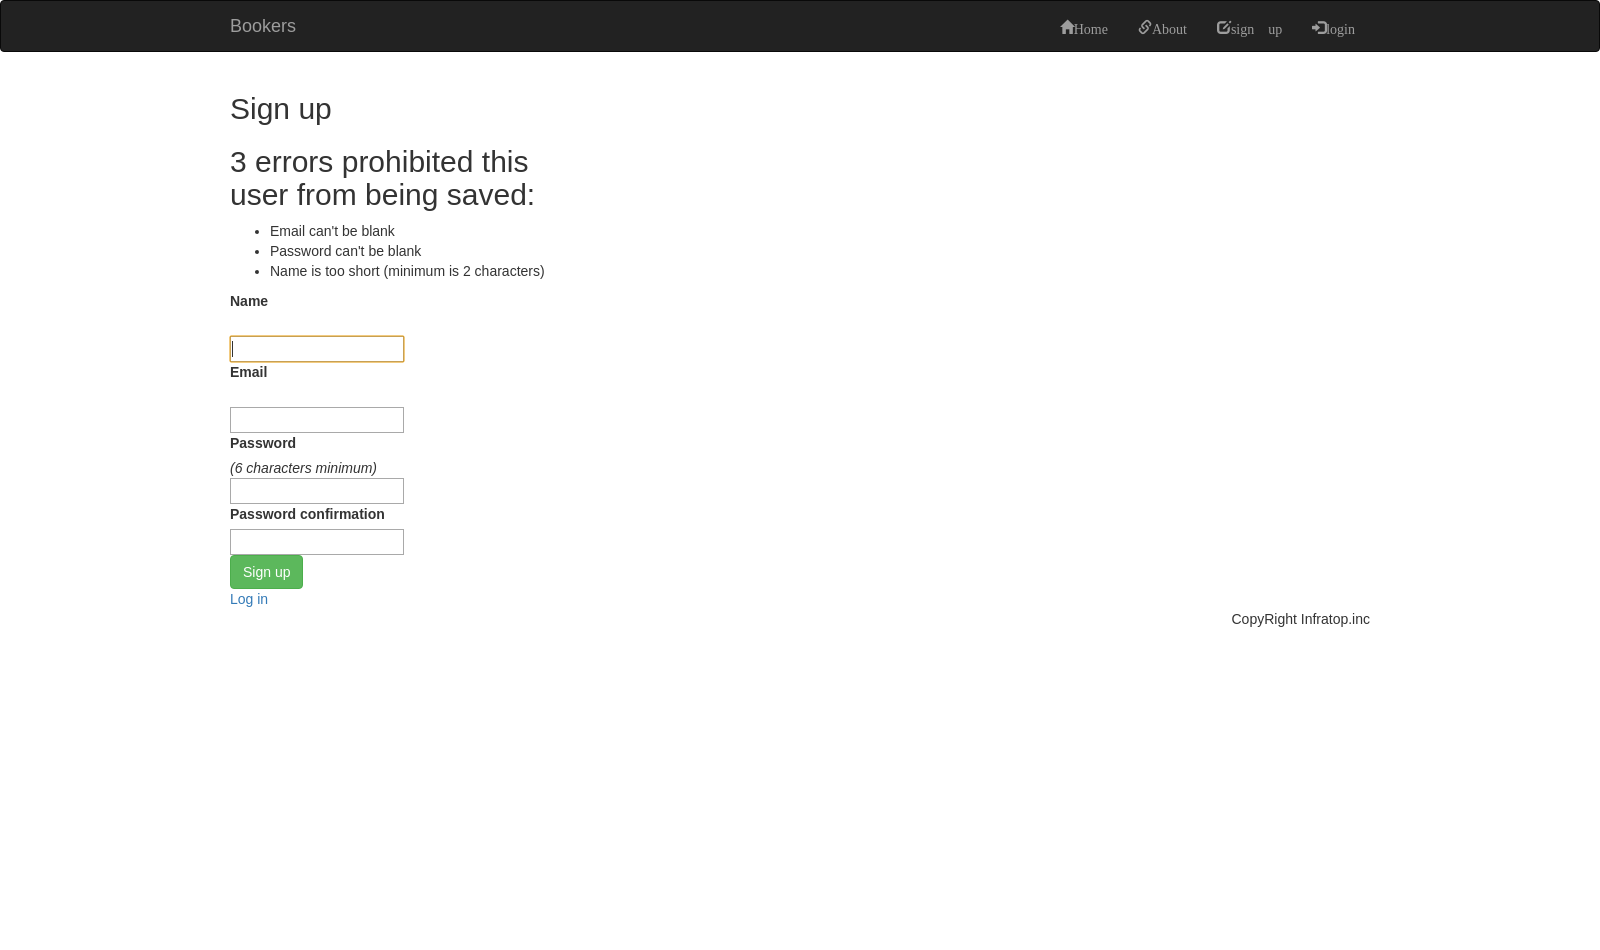 Bookers
Home
About
sign up
login
Sign up
3 errors prohibited this
user from being saved:
Email can't be blank
Password can't be blank
Name is too short (minimum is 2 characters)
Name
Email
Password
(6 characters minimum)
Password confirmation
Sign up
Log in
CopyRight Infratop.inc